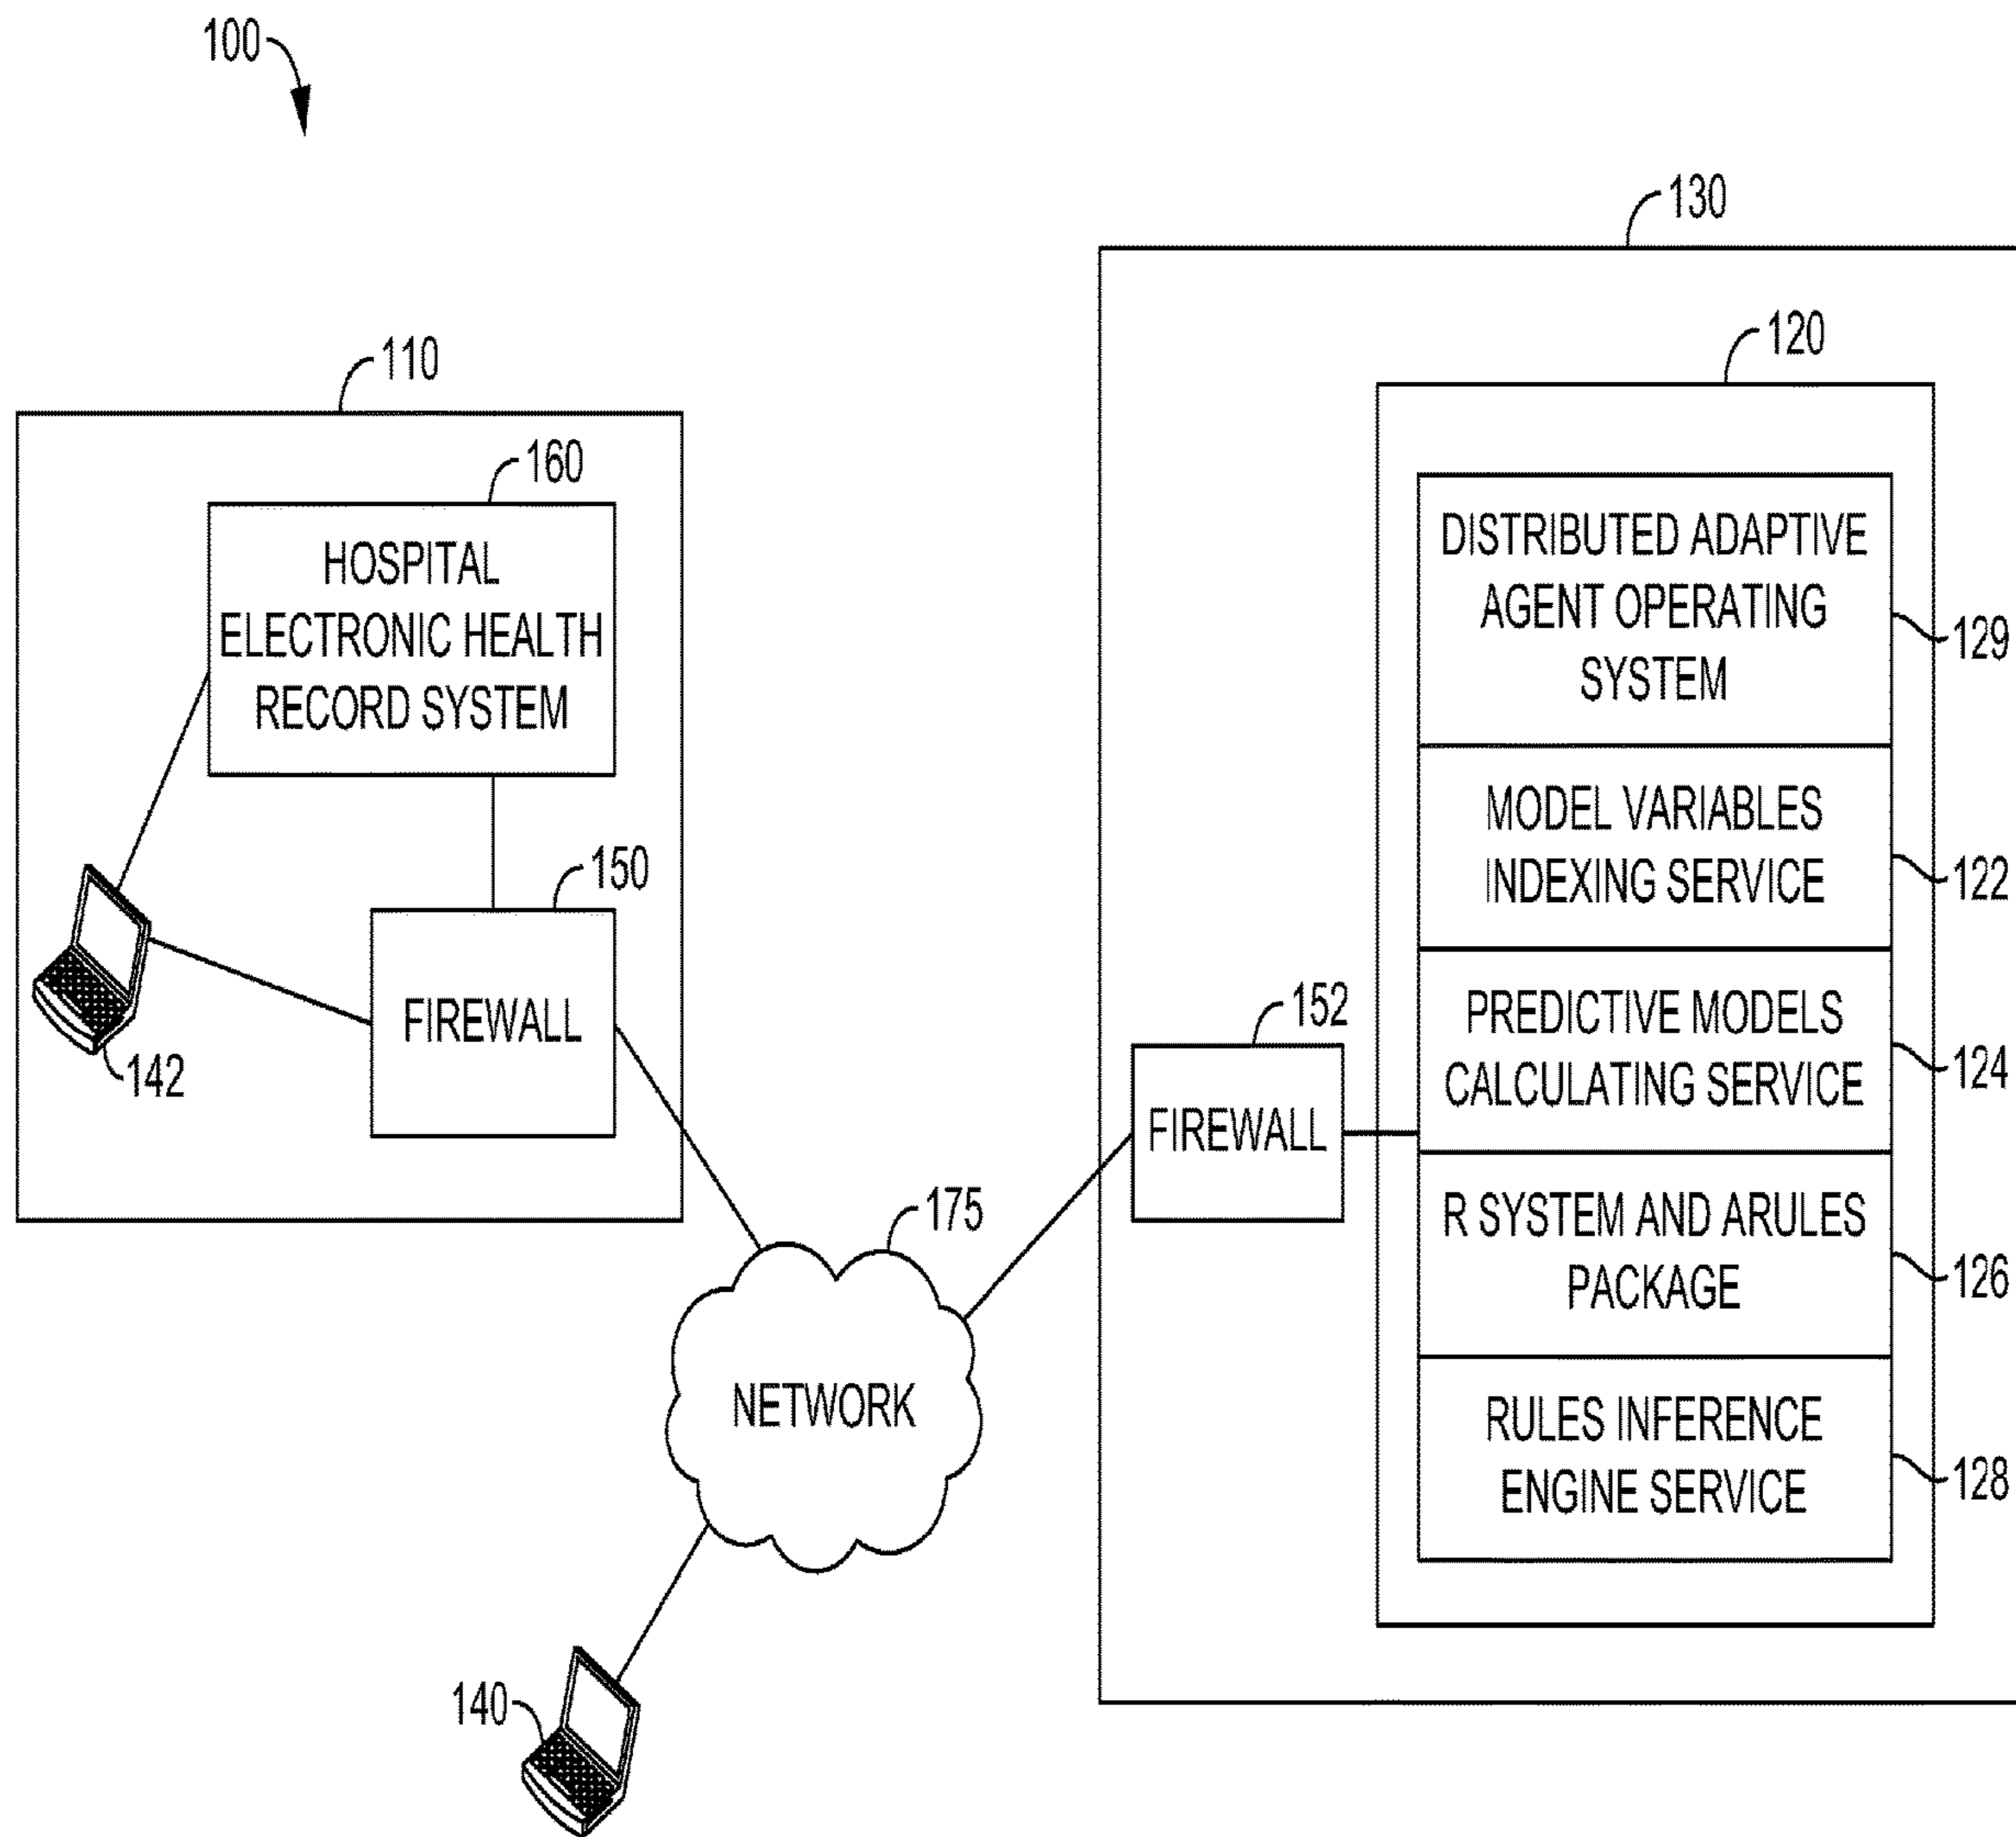 100
130
120
110
160
HOSPITAL
ELECTRONIC HEALTH
RECORD SYSTEM
150
FIREWALL
142
175
NETWORK
140
152
FIREWALL
DISTRIBUTED ADAPTIVE
AGENT OPERATING
SYSTEM
129
MODEL VARIABLES
INDEXING SERVICE
122
PREDICTIVE MODELS
CALCULATING SERVICE
124
R SYSTEM AND ARULES
PACKAGE
126
RULES INFERENCE
ENGINE SERVICE
128